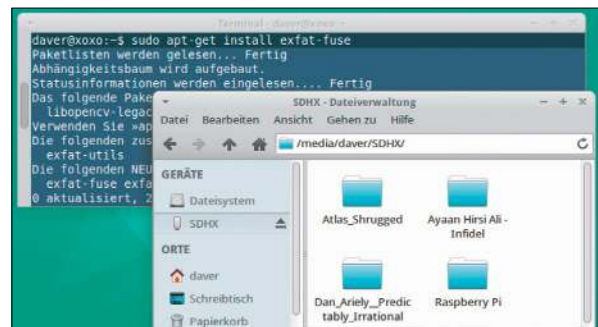 Terminal - daver@xoxo: ~
daver@xoxo:~$ sudo apt-get install exfat-fuse
Paketlisten werden gelesen... Fertig
Abhängigkeitsbaum wird aufgebaut.
Statusinformationen werden eingelesen.... Fertig
Das folgende Pake
libopencv-legac
Verwenden Sie »ap
Die folgenden zus
exfat-utils
Die folgenden NEU
exfat-fuse exfa
0 aktualisiert, 2
SDHX - Dateiverwaltung
Datei Bearbeiten Ansicht Gehen zu Hilfe
/media/daver/SDHX/
GERÄTE
Dateisystem
SDHX
ORTE
daver
Schreibtisch
Papierkorb
Atlas_Shrugged
Ayaan Hirsi Ali -
Infidel
Dan_Ariely__Predic
tably_Irrational
Raspberry Pi